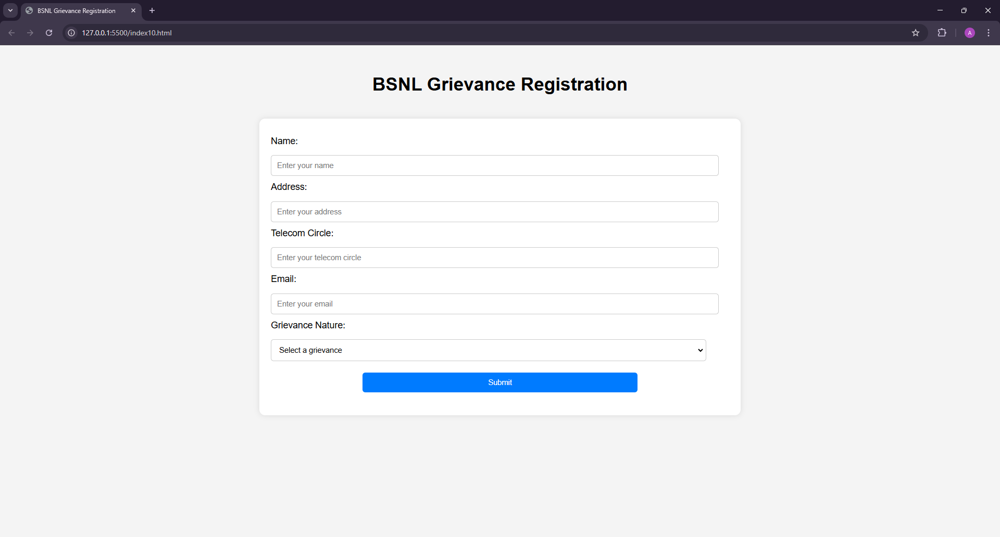 BSNL Grievance Registration
127.0.0.1:5500/index10.html
A
BSNL Grievance Registration
Name:
Enter your name
Address:
Enter your address
Telecom Circle:
Enter your telecom circle
Email:
Enter your email
Grievance Nature:
Select a grievance
Submit